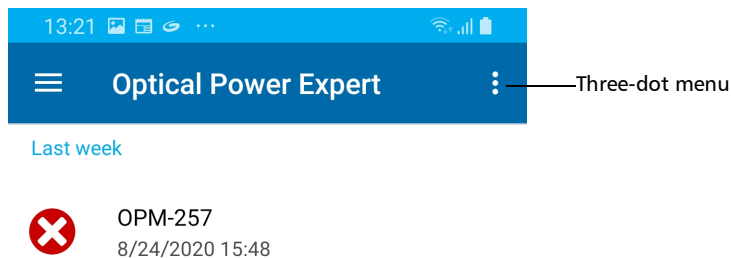 13:21
Optical Power Expert
Three-dot menu
Last week
OPM-257
8/24/2020 15:48